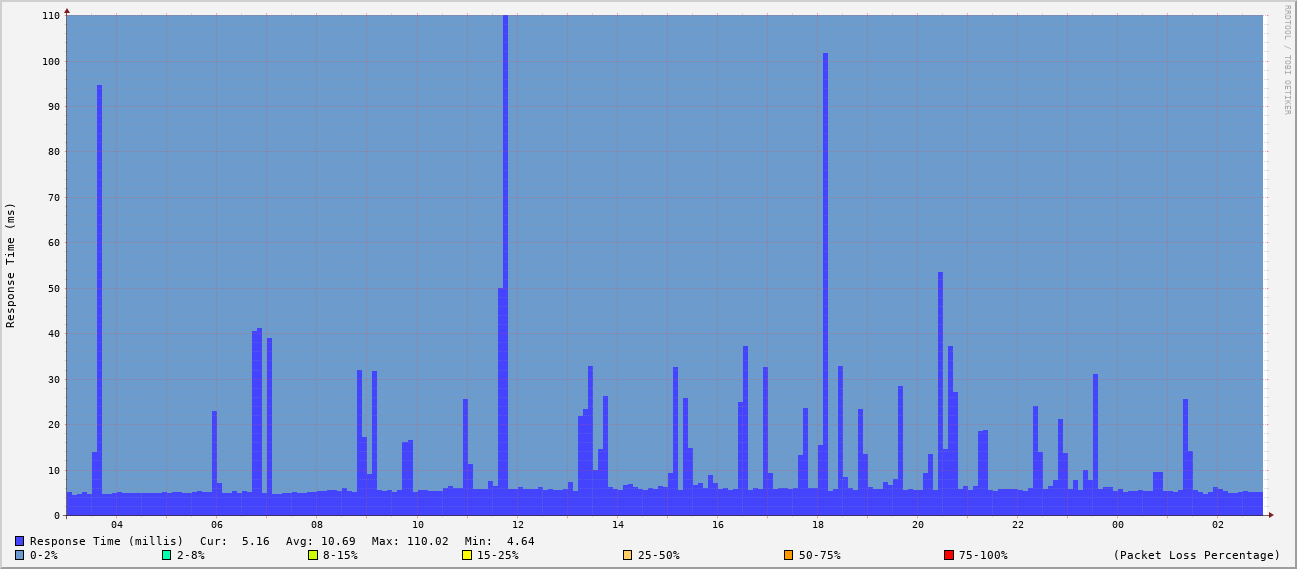 RRDTOOL / TOBI OETIKER
Response Time (ms)
110
100
90
80
70
60
50
40
30
20
10
0
04 06 08 10 12 14 16 18 20 22 00 02
Response Time (millis) Cur: 5.16 Avg: 10.69 Max: 110.02 Min: 4.64
0-2% 2-8% 8-15% 15-25% 25-50% 50-75% 75-100% (Packet Loss Percentage)